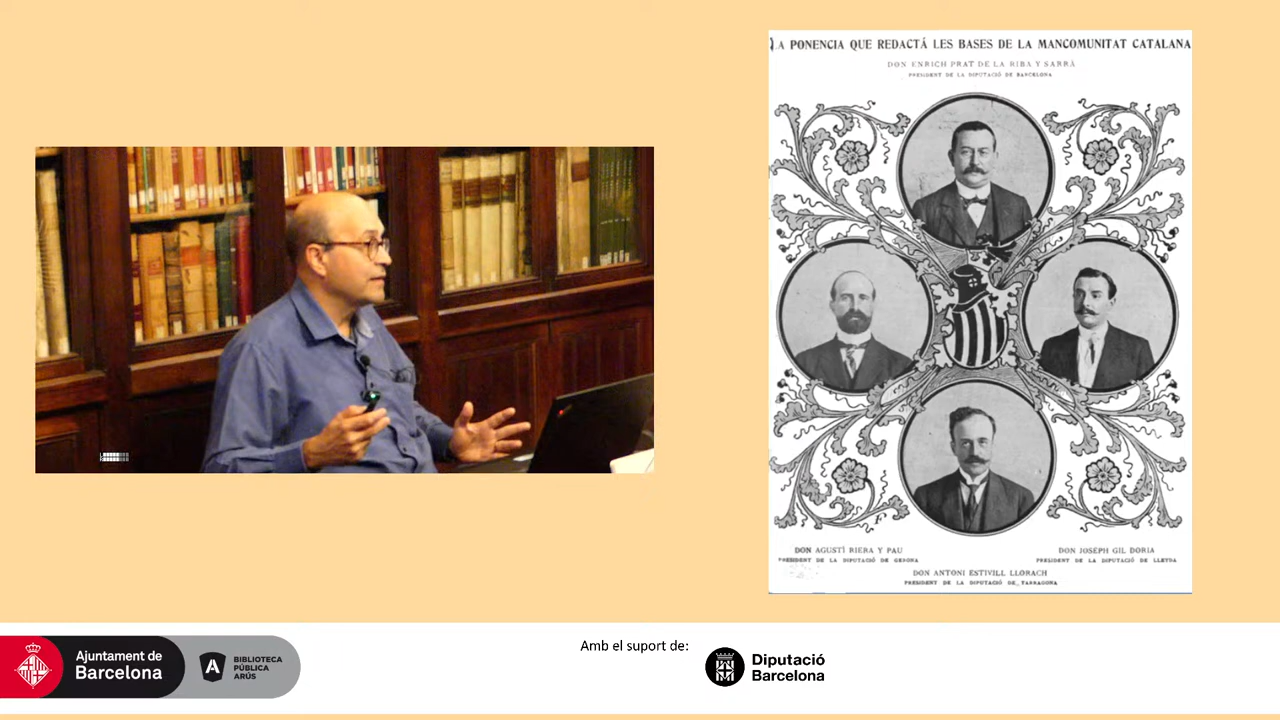 LA PONENCIA QUE REDACTÁ LES BASES DE LA MANCOMUNITAT CATALANA
DON ENRICH PRAT DE LA RIBA Y SARRÀ
PRESIDENT DE LA DIPUTACIÓ DE BARCELONA
DON AGUSTÍ RIERA Y PAU
PRESIDENT DE LA DIPUTACIÓ DE GERONA
DON JOSEPH GIL DORIA
PRESIDENT DE LA DIPUTACIÓ DE LLEYDA
DON ANTONI ESTIVILL LLORACH
PRESIDENT DE LA DIPUTACIÓ DE TARRAGONA
Ajuntament de
Barcelona
A
BIBLIOTECA
PÚBLICA
ARÚS
Amb el suport de:
Diputació
Barcelona